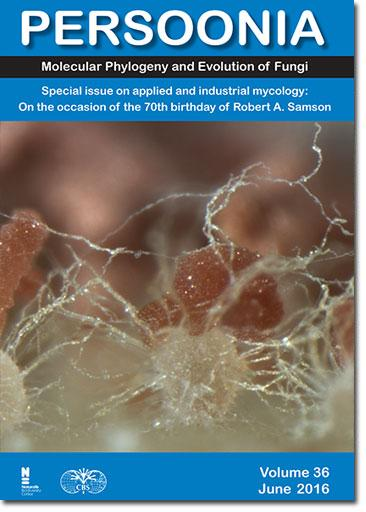 PERSOONIA
Molecular Phylogeny and Evolution of Fungi
Special issue on applied and industrial mycology:
On the occasion of the 70th birthday of Robert A. Samson
Naturalis
Biodiversity
Center
CBS
Volume 36
June 2016